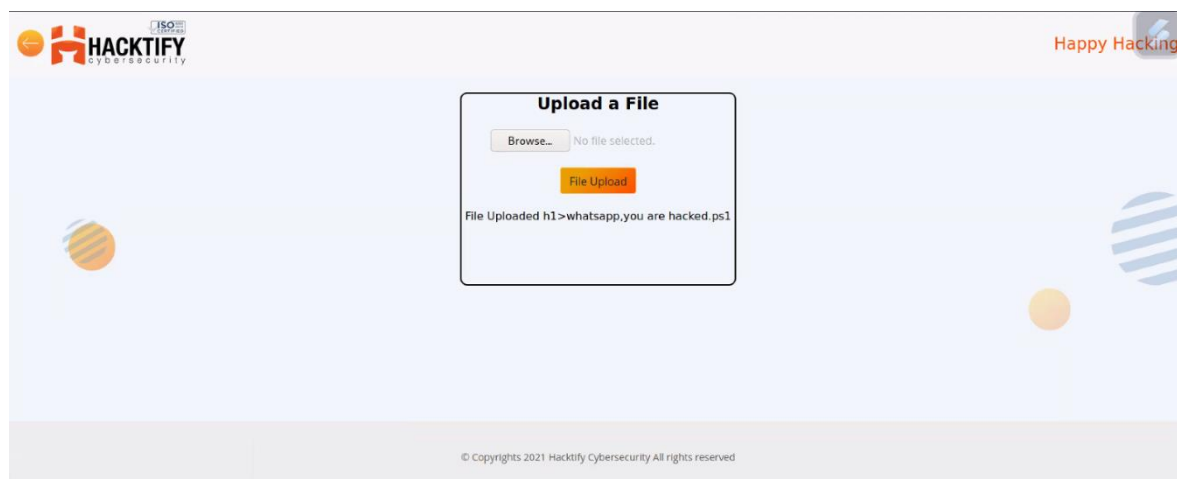 ISO
CERTIFIED
HACKTIFY
cybersecurity
Happy Hacking
Upload a File
Browse... No file selected.
File Upload
File Uploaded h1>whatsapp,you are hacked.ps1
© Copyrights 2021 Hacktify Cybersecurity All rights reserved